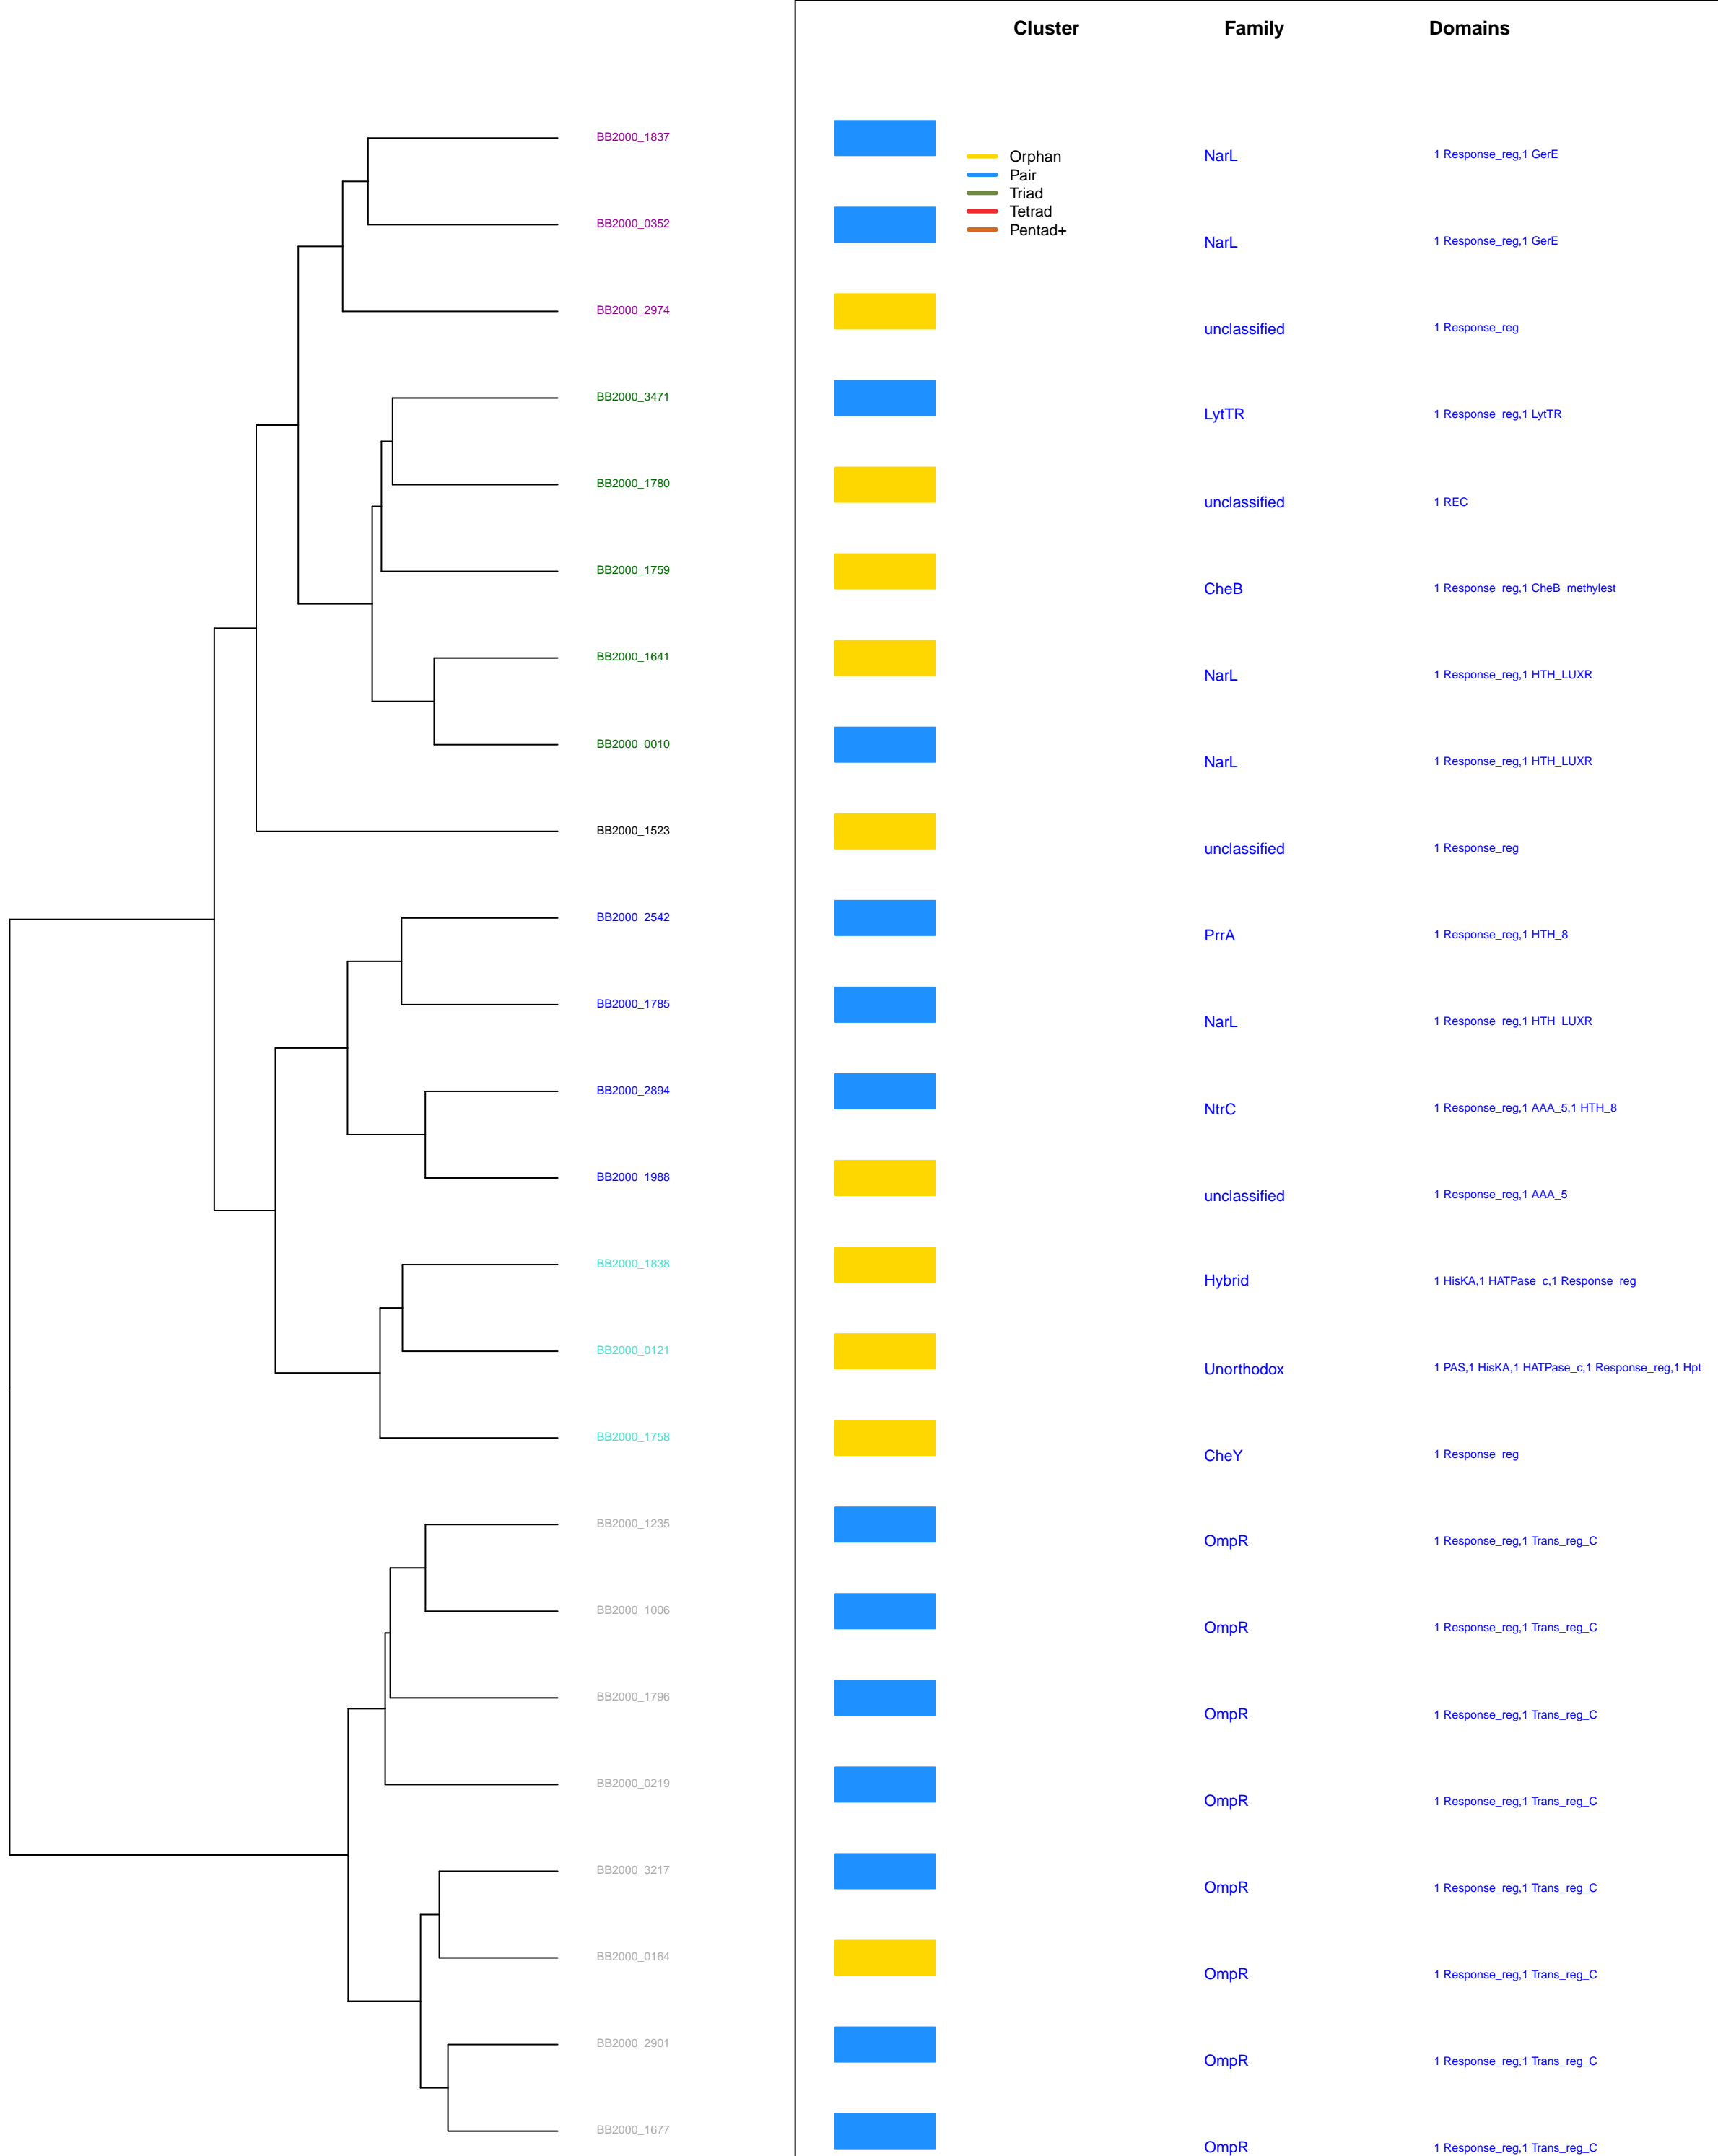 Cluster Family Domains
BB2000_1837 NarL 1 Response_reg,1 GerE
Orphan
Pair
Triad
Tetrad
Pentad+
BB2000_0352 NarL 1 Response_reg,1 GerE
BB2000_2974 unclassified 1 Response_reg
BB2000_3471 LytTR 1 Response_reg,1 LytTR
BB2000_1780 unclassified 1 REC
BB2000_1759 CheB 1 Response_reg,1 CheB_methylest
BB2000_1641 NarL 1 Response_reg,1 HTH_LUXR
BB2000_0010 NarL 1 Response_reg,1 HTH_LUXR
BB2000_1523 unclassified 1 Response_reg
BB2000_2542 PrrA 1 Response_reg,1 HTH_8
BB2000_1785 NarL 1 Response_reg,1 HTH_LUXR
BB2000_2894 NtrC 1 Response_reg,1 AAA_5,1 HTH_8
BB2000_1988 unclassified 1 Response_reg,1 AAA_5
BB2000_1838 Hybrid 1 HisKA,1 HATPase_c,1 Response_reg
BB2000_0121 Unorthodox 1 PAS,1 HisKA,1 HATPase_c,1 Response_reg,1 Hpt
BB2000_1758 CheY 1 Response_reg
BB2000_1235 OmpR 1 Response_reg,1 Trans_reg_C
BB2000_1006 OmpR 1 Response_reg,1 Trans_reg_C
BB2000_1796 OmpR 1 Response_reg,1 Trans_reg_C
BB2000_0219 OmpR 1 Response_reg,1 Trans_reg_C
BB2000_3217 OmpR 1 Response_reg,1 Trans_reg_C
BB2000_0164 OmpR 1 Response_reg,1 Trans_reg_C
BB2000_2901 OmpR 1 Response_reg,1 Trans_reg_C
BB2000_1677 OmpR 1 Response_reg,1 Trans_reg_C